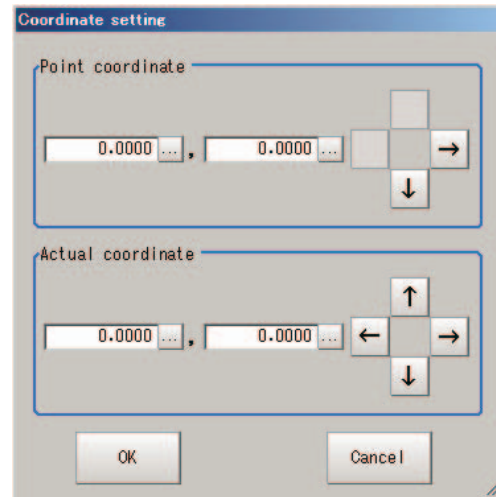 Coordinate setting
Point coordinate
0.0000 ... , 0.0000 ... →
↓
Actual coordinate
↑
0.0000 ... , 0.0000 ... ← →
↓
OK Cancel